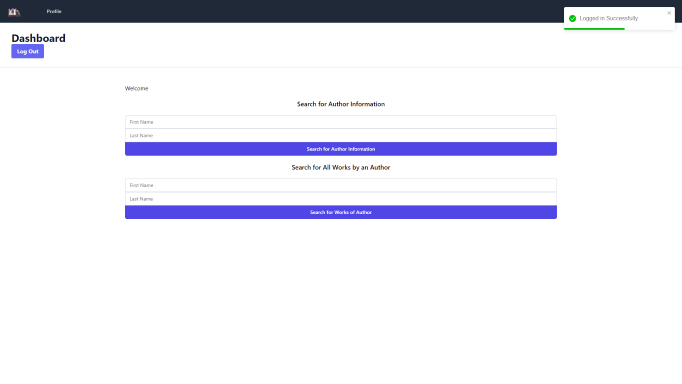 Profile
Logged in Successfully
Dashboard
Log Out
Welcome
Search for Author Information
First Name
Last Name
Search for Author Information
Search for All Works by an Author
First Name
Last Name
Search for Works of Author